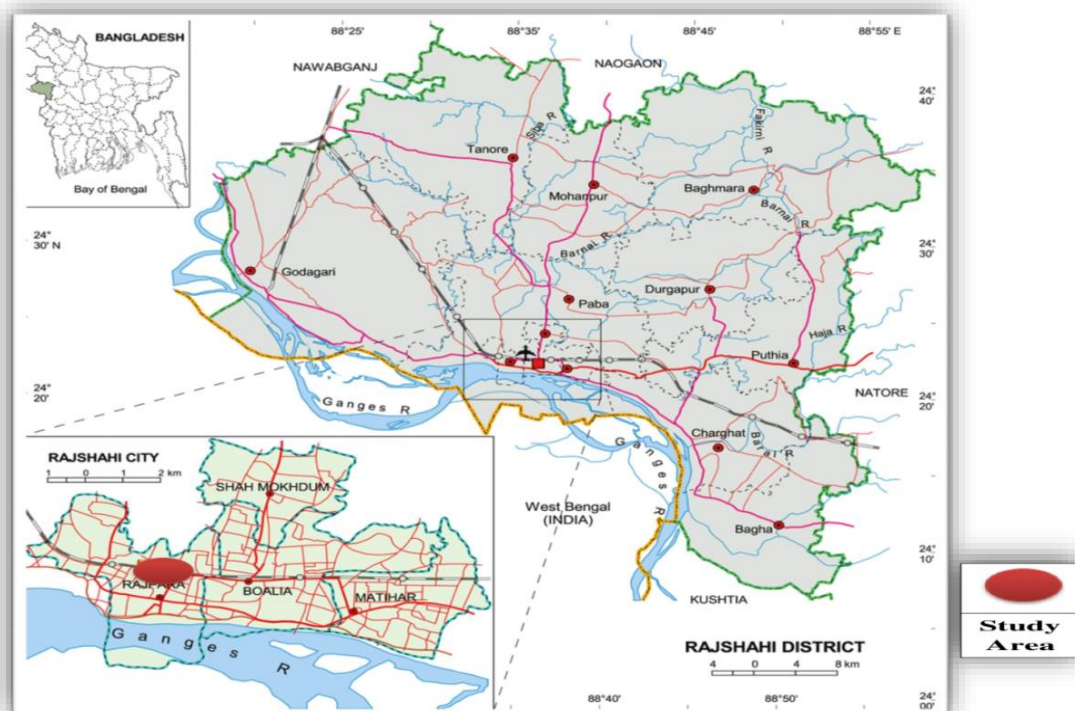 BANGLADESH
Bay of Bengal
88°25'
88°35'
88°45'
88°55' E
NAWABGANJ
NAOGAON
24°
40'
Siba R
Fakirni R
Tanore
Mohanpur
Baghmara
Barnai R
24°
30' N
Barnai R
24°
30'
Godagari
Durgapur
Paba
Haja R
Puthia
24°
20'
NATORE
24°
20'
Ganges R
Charghat
Baral R
Ganges R
RAJSHAHI CITY
1 0 1 2 km
SHAH MOKHDUM
West Bengal
(INDIA)
Bagha
24°
10'
RAJPARA
BOALIA
MATIHAR
KUSHTIA
Ganges R
RAJSHAHI DISTRICT
4 0 4 8 km
88°40'
88°50'
24°
00'
Study
Area